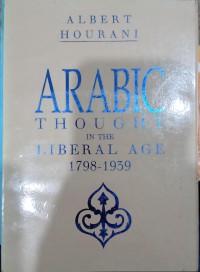 ALBERT
HOURANI
ARABIC
THOUGHT
IN THE
LIBERAL AGE
1798-1939